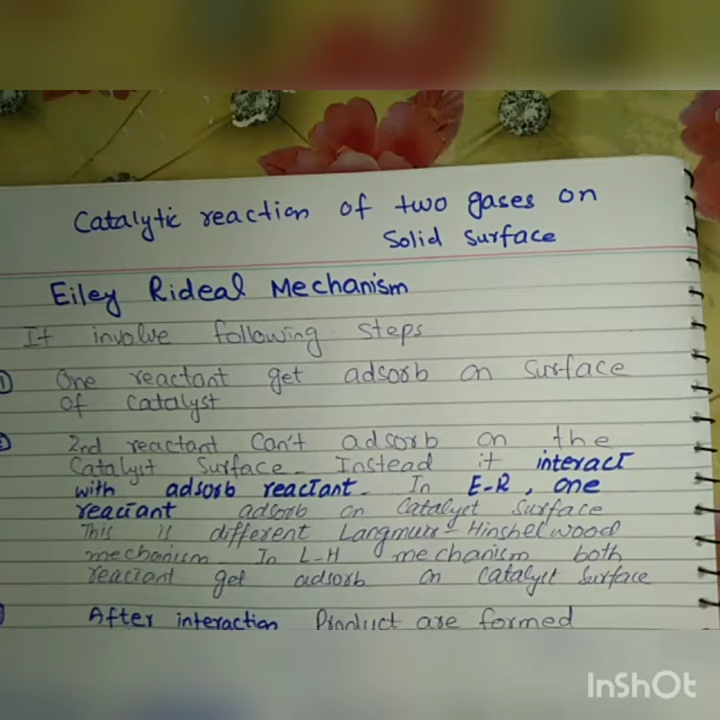 Catalytic reaction of two gases on
Solid Surface
Eiley Rideal Mechanism
It involve following steps
① One reactant get adsorb on surface
of catalyst
2nd reactant can't adsorb on the
Catalyst Surface. Instead it interact
with adsorb reactant. In E-R, one
reactant adsorb on Catalyst Surface
This is different Langmuir-Hinshelwood
mechanism. In L-H mechanism both
reactant get adsorb on Catalyst Surface
After interaction Product are formed
InShOt